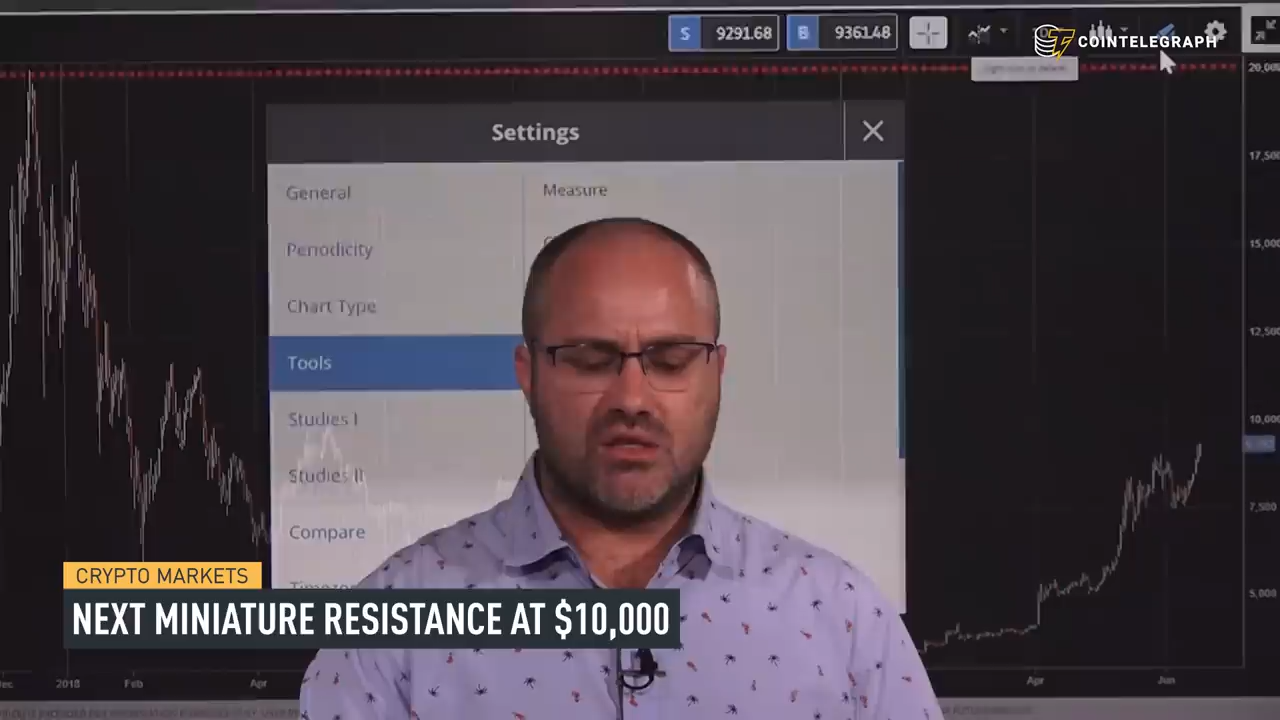 S 9291.68 B 9361.48
COINTELEGRAPH
20,000
Settings
17,500
General
Measure
Periodicity
15,000
Chart Type
12,500
Tools
Studies I
10,000
Studies II
7,500
Compare
CRYPTO MARKETS
5,000
NEXT MINIATURE RESISTANCE AT $10,000
2018 Feb Apr Apr Jun